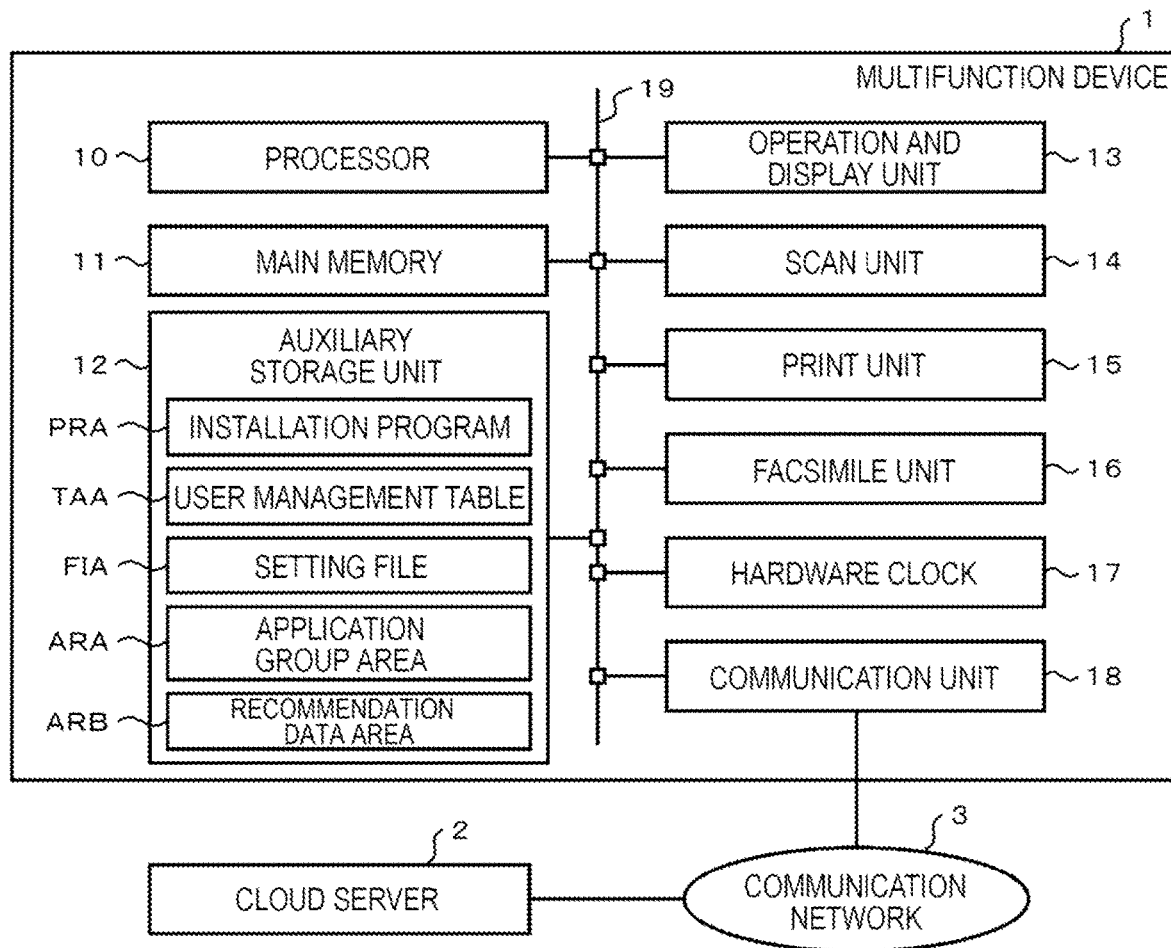 1
MULTIFUNCTION DEVICE
19
10
PROCESSOR
OPERATION AND
DISPLAY UNIT
13
11
MAIN MEMORY
SCAN UNIT
14
12
AUXILIARY
STORAGE UNIT
PRINT UNIT
15
PRA
INSTALLATION PROGRAM
TAA
USER MANAGEMENT TABLE
FACSIMILE UNIT
16
FIA
SETTING FILE
HARDWARE CLOCK
17
ARA
APPLICATION
GROUP AREA
COMMUNICATION UNIT
18
ARB
RECOMMENDATION
DATA AREA
2
CLOUD SERVER
3
COMMUNICATION
NETWORK